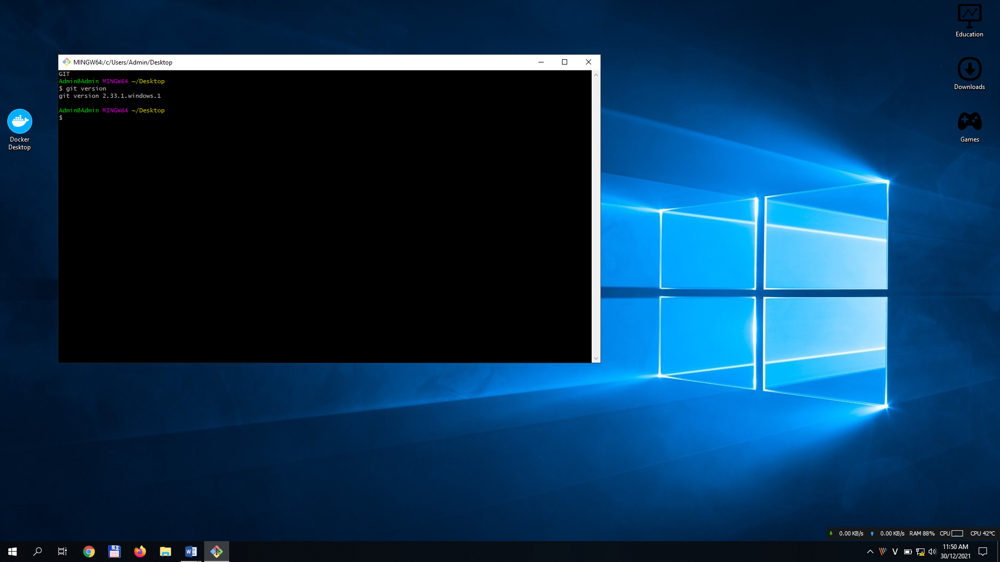 Education
Downloads
Games
Docker
Desktop
MINGW64:/c/Users/Admin/Desktop
GIT
Admin@Admin MINGW64 ~/Desktop
$ git version
git version 2.33.1.windows.1
Admin@Admin MINGW64 ~/Desktop
$
0.00 KB/s 0.00 KB/s RAM 88% CPU CPU 42°C
W
V
11:50 AM
30/12/2021